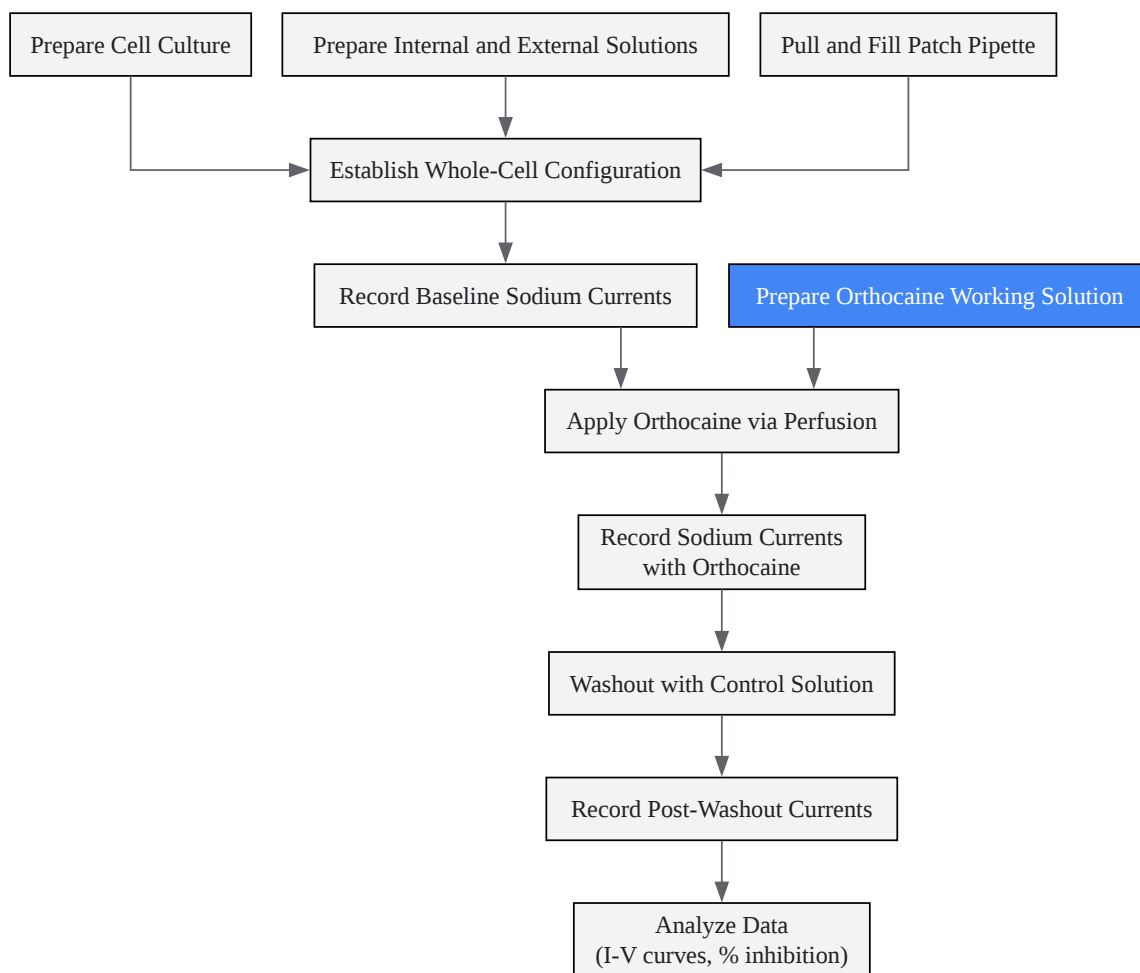 Prepare Cell Culture
Prepare Internal and External Solutions
Pull and Fill Patch Pipette
Establish Whole-Cell Configuration
Record Baseline Sodium Currents
Prepare Orthocaine Working Solution
Apply Orthocaine via Perfusion
Record Sodium Currents
with Orthocaine
Washout with Control Solution
Record Post-Washout Currents
Analyze Data
(I-V curves, % inhibition)